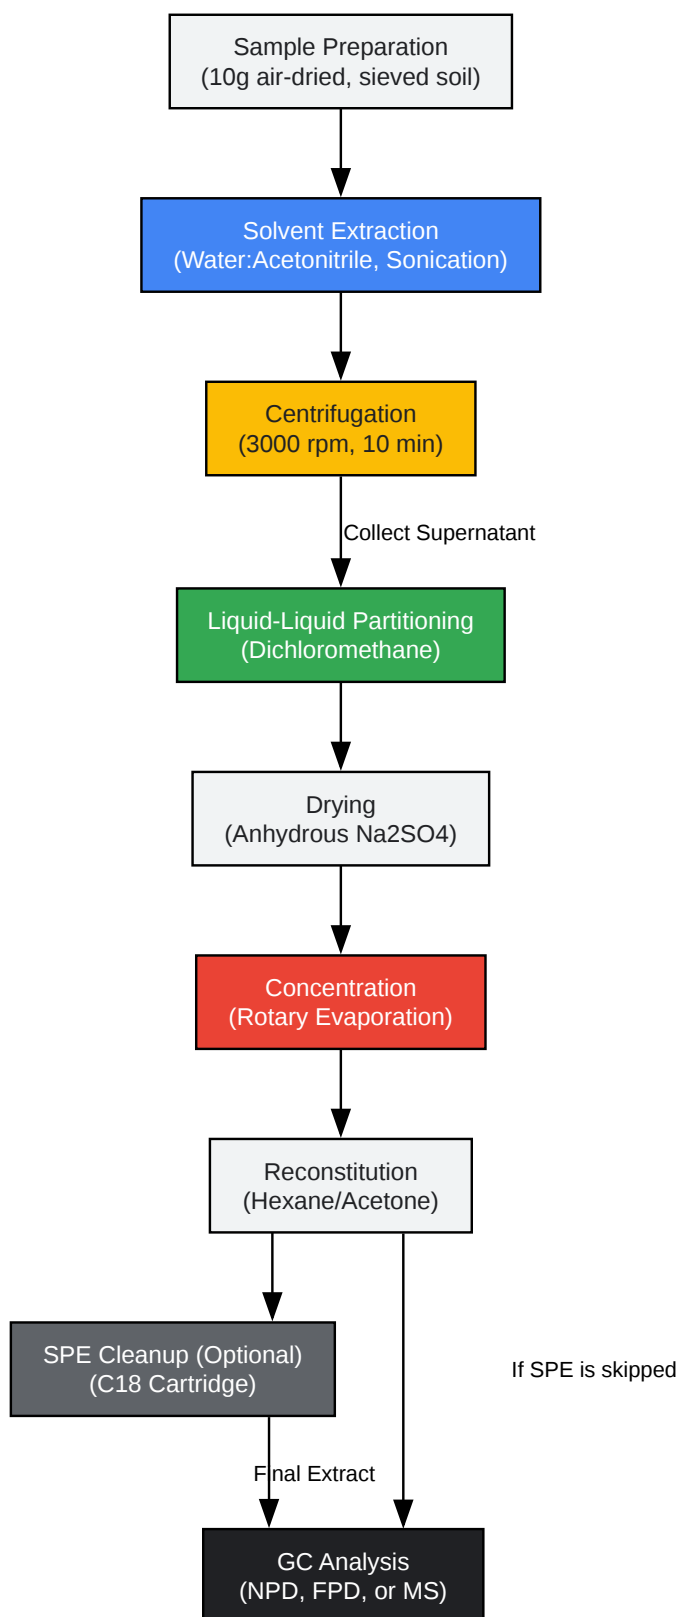 Sample Preparation
(10g air-dried, sieved soil)
Solvent Extraction
(Water:Acetonitrile, Sonication)
Centrifugation
(3000 rpm, 10 min)
Collect Supernatant
Liquid-Liquid Partitioning
(Dichloromethane)
Drying
(Anhydrous Na2SO4)
Concentration
(Rotary Evaporation)
Reconstitution
(Hexane/Acetone)
SPE Cleanup (Optional)
(C18 Cartridge)
If SPE is skipped
Final Extract
GC Analysis
(NPD, FPD, or MS)